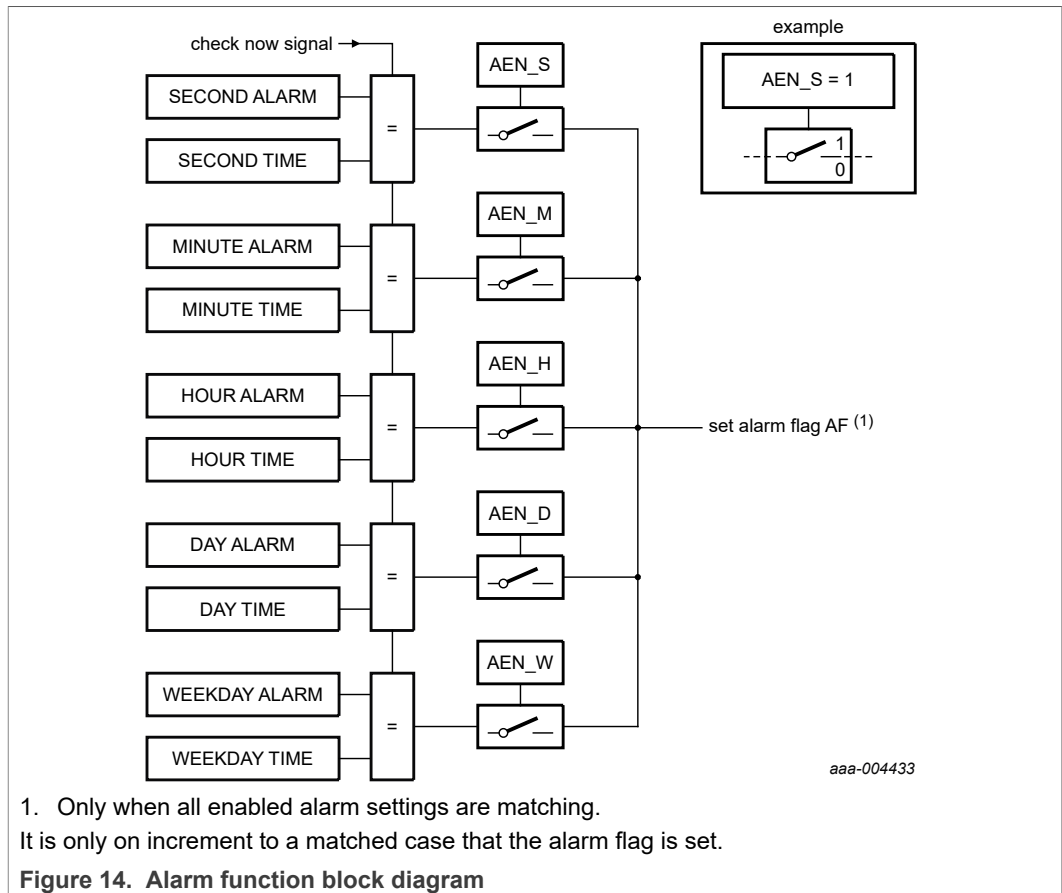 example
check now signal
AEN_S
AEN_S = 1
SECOND ALARM
=
1
SECOND TIME
0
AEN_M
MINUTE ALARM
=
MINUTE TIME
AEN_H
HOUR ALARM
=
set alarm flag AF (1)
HOUR TIME
AEN_D
DAY ALARM
=
DAY TIME
AEN_W
WEEKDAY ALARM
=
WEEKDAY TIME
aaa-004433
1. Only when all enabled alarm settings are matching.
It is only on increment to a matched case that the alarm flag is set.
Figure 14. Alarm function block diagram